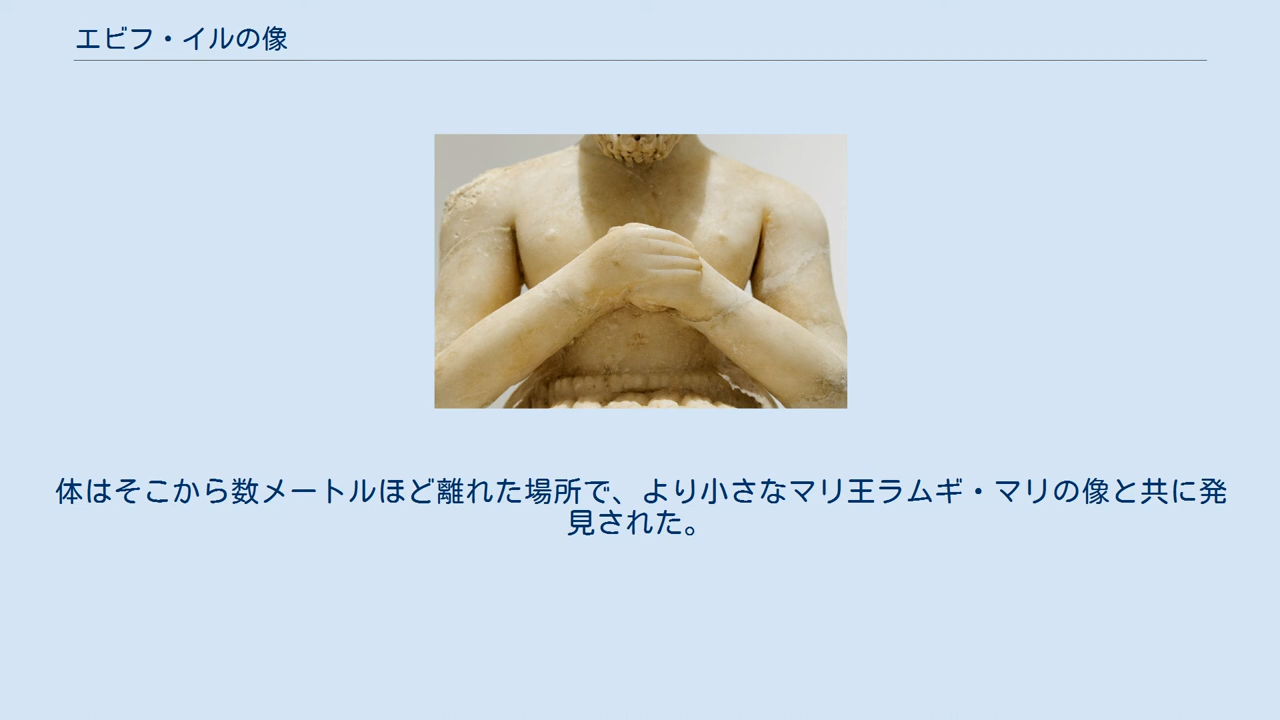 エビフ・イルの像
体はそこから数メートルほど離れた場所で、より小さなマリ王ラムギ・マリの像と共に発
見された。